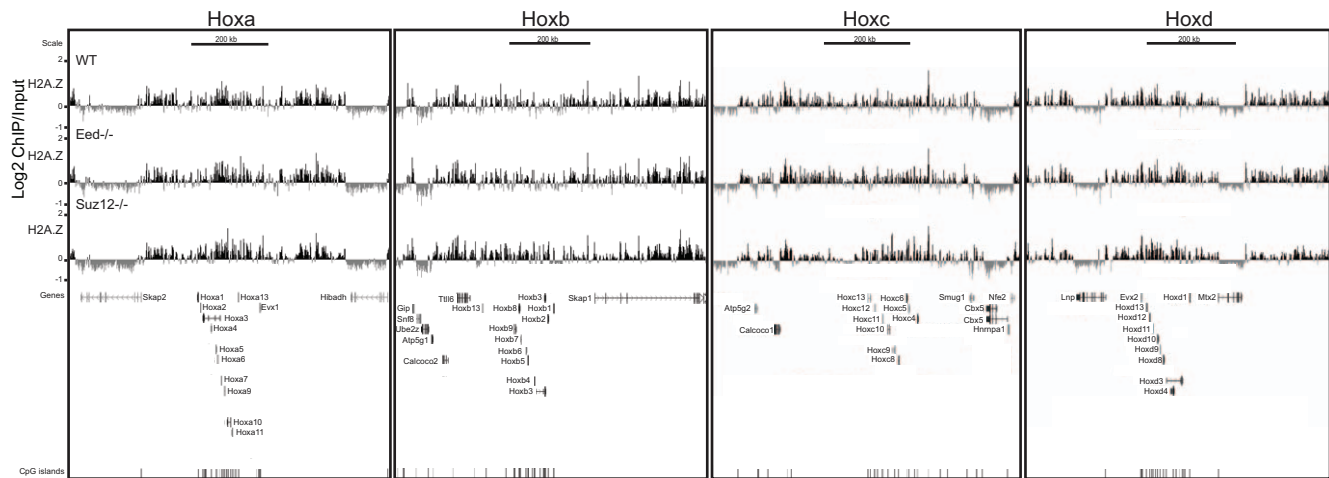 Hoxa Hoxb Hoxc Hoxd
Scale 200 kb 200 kb 200 kb 200 kb
Log2 ChIP/Input
2 WT
H2A.Z
0
-1
2 Eed-/-
H2A.Z
0
-1
2 Suz12-/-
H2A.Z
0
-1
Genes Skap2 Hoxa1 Hoxa13 Hibadh Ttll6 Hoxb3 Skap1 Hoxc13 Hoxc6 Smug1 Nfe2 Lnp Evx2 Hoxd1 Mtx2
Hoxa2 Evx1 Gip Hoxb13 Hoxb8 Hoxb1 Atp5g2 Hoxc12 Hoxc5 Cbx5 Hoxd13
Hoxa3 Snf8 Hoxb2 Hoxc11 Hoxc4 Cbx5 Hoxd12
Hoxa4 Ube2z Hoxb9 Calcoco1 Hoxc10 Hnrnpa1 Hoxd11
Atp5g1 Hoxb7 Hoxd10
Hoxa5 Hoxb6 Hoxc9 Hoxd9
Hoxa6 Calcoco2 Hoxb5 Hoxc8 Hoxd8
Hoxa7 Hoxb4 Hoxd3
Hoxa9 Hoxb3 Hoxd4
Hoxa10
Hoxa11
CpG islands